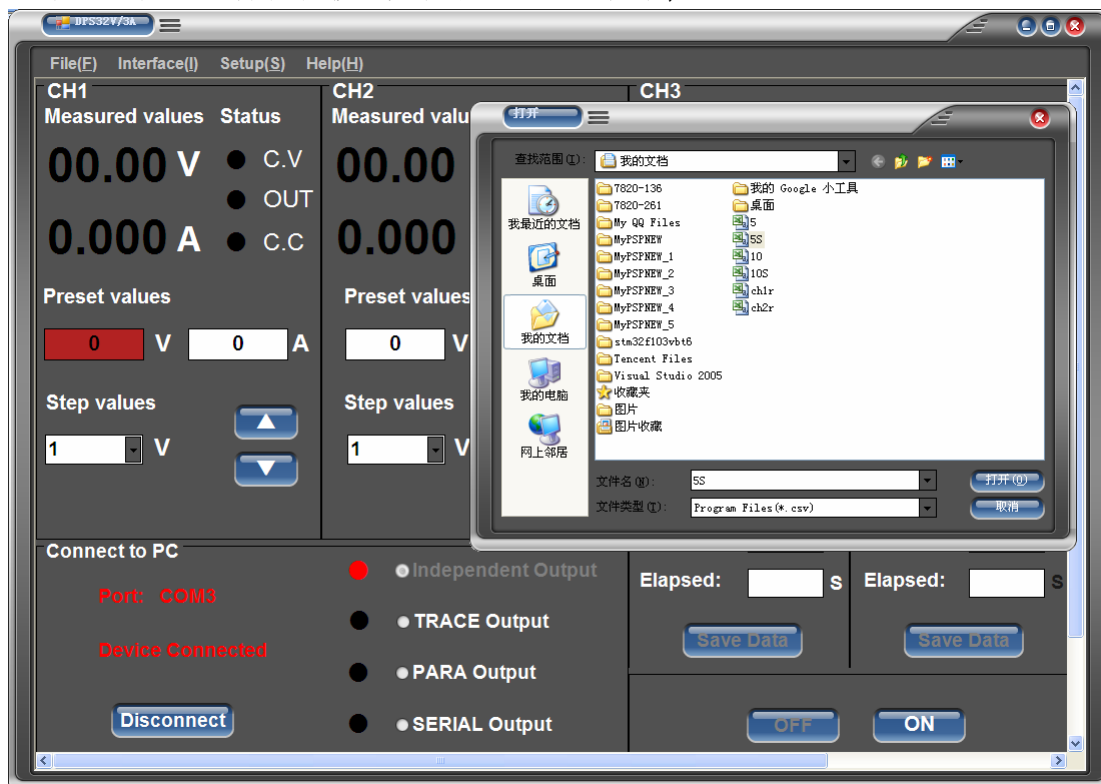 DPS32V/3A
File(F) Interface(I) Setup(S) Help(H)
CH1
Measured values Status
00.00 V
C.V
OUT
0.000 A
C.C
Preset values
0 V 0 A
Step values
1 V
CH2
Measured valu
00.00
0.000
Preset values
0 V
Step values
1 V
CH3
打开
查找范围(I): 我的文档
我最近的文档
桌面
我的文档
我的电脑
网上邻居
7820-136
7820-261
My QQ Files
MyPSPNEW
MyPSPNEW_1
MyPSPNEW_2
MyPSPNEW_3
MyPSPNEW_4
MyPSPNEW_5
stm32f103vbt6
Tencent Files
Visual Studio 2005
收藏夹
图片
图片收藏
我的 Google 小工具
桌面
5
5S
10
10S
ch1r
ch2r
文件名(N): 5S 打开(O)
文件类型(T): Program Files(*.csv) 取消
Connect to PC
Port: COM3
Device Connected
Disconnect
Independent Output
TRACE Output
PARA Output
SERIAL Output
Elapsed: S Elapsed: S
Save Data Save Data
OFF ON